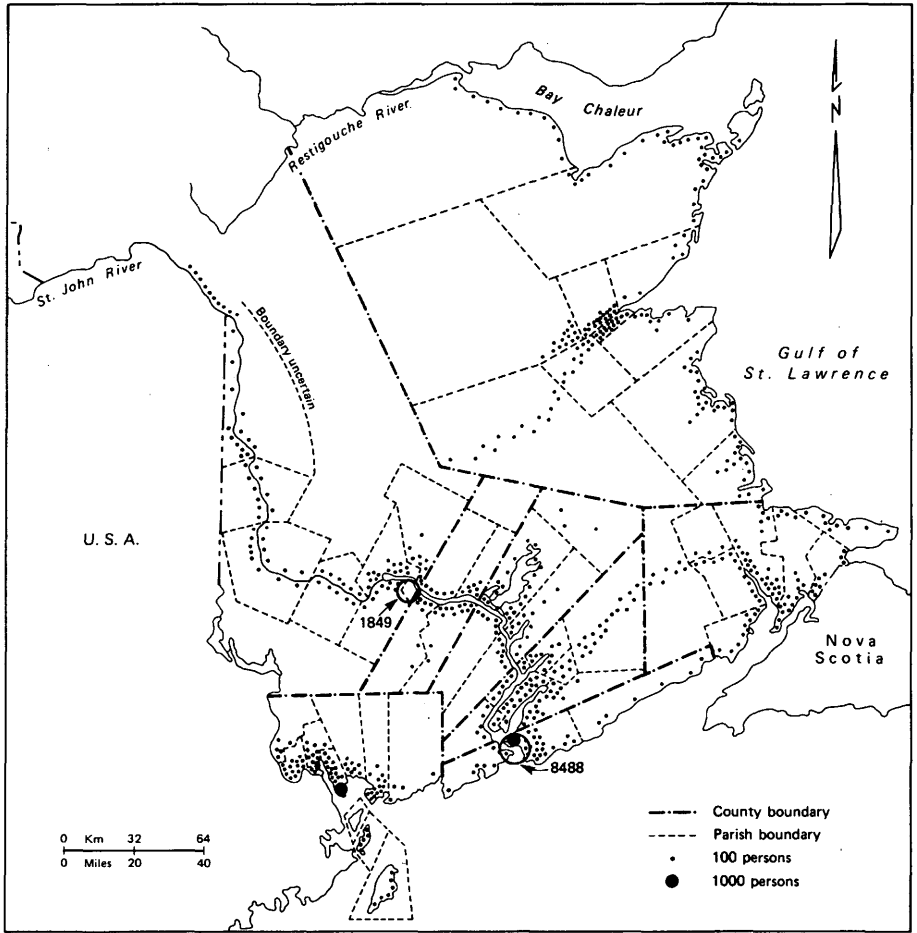 Bay Chaleur
Restigouche River
N
St. John River
Boundary uncertain
Gulf of
St. Lawrence
U. S. A.
1849
Nova
Scotia
8488
County boundary
Parish boundary
100 persons
1000 persons
0 Km 32 64
0 Miles 20 40